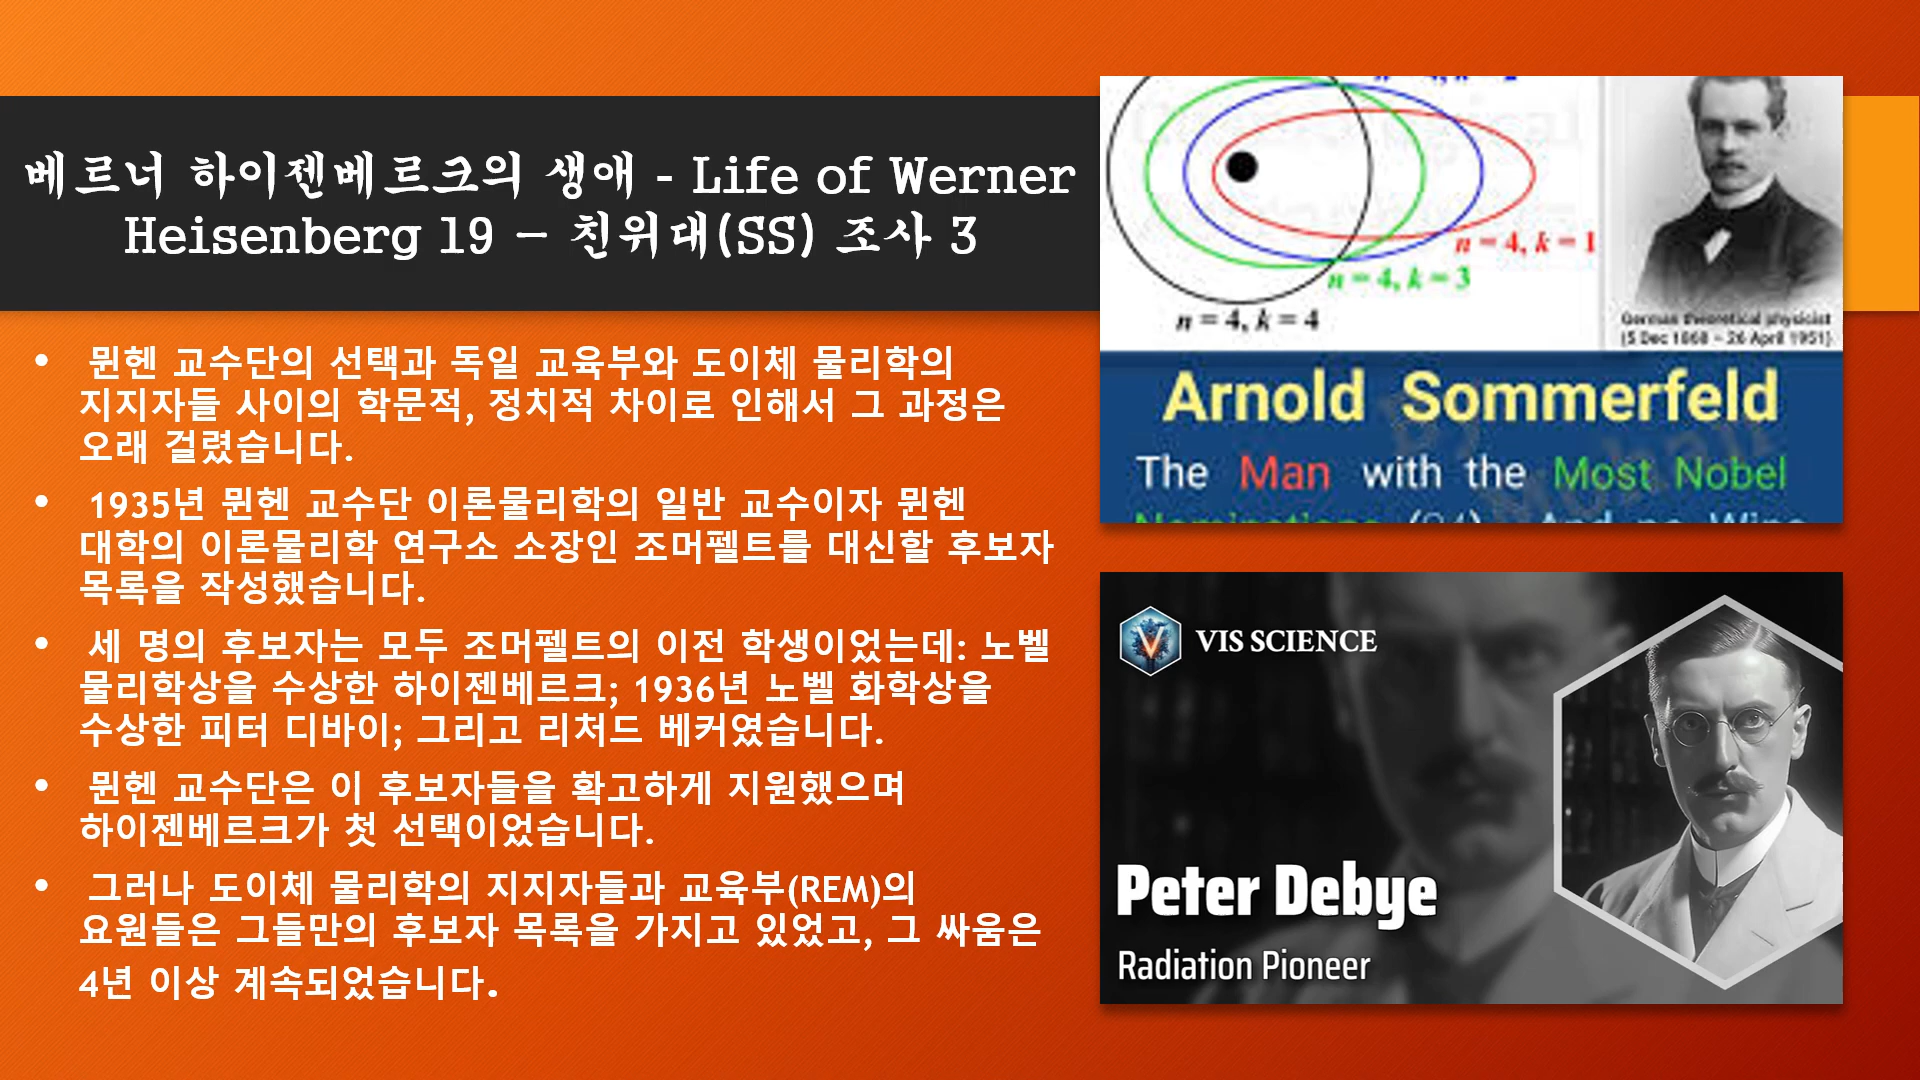 베르너 하이젠베르크의 생애 - Life of Werner
Heisenberg 19 – 친위대(SS) 조사 3
• 뮌헨 교수단의 선택과 독일 교육부와 도이체 물리학의
지지자들 사이의 학문적, 정치적 차이로 인해서 그 과정은
오래 걸렸습니다.
• 1935년 뮌헨 교수단 이론물리학의 일반 교수이자 뮌헨
대학의 이론물리학 연구소 소장인 조머펠트를 대신할 후보자
목록을 작성했습니다.
• 세 명의 후보자는 모두 조머펠트의 이전 학생이었는데: 노벨
물리학상을 수상한 하이젠베르크; 1936년 노벨 화학상을
수상한 피터 디바이; 그리고 리처드 베커였습니다.
• 뮌헨 교수단은 이 후보자들을 확고하게 지원했으며
하이젠베르크가 첫 선택이었습니다.
• 그러나 도이체 물리학의 지지자들과 교육부(REM)의
요원들은 그들만의 후보자 목록을 가지고 있었고, 그 싸움은
4년 이상 계속되었습니다.
n = 4, k = 1
n = 4, k = 3
n = 4, k = 4
German theoretical physicist
(5 Dec 1868 – 26 April 1951)
Arnold Sommerfeld
The Man with the Most Nobel
VIS SCIENCE
Peter Debye
Radiation Pioneer